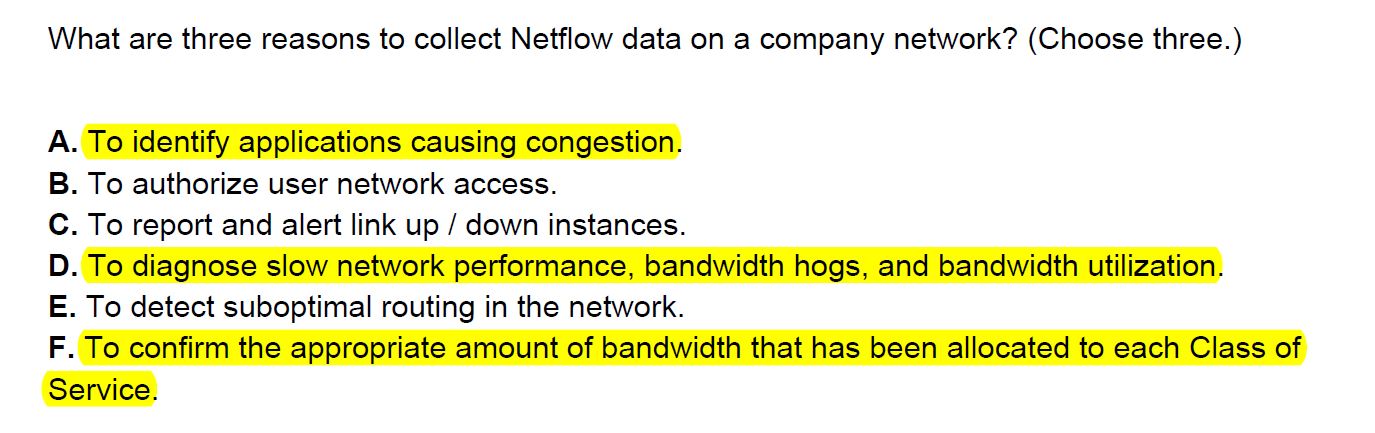 What are three reasons to collect Netflow data on a company network? (Choose three.)
A. To identify applications causing congestion.
B. To authorize user network access.
C. To report and alert link up / down instances.
D. To diagnose slow network performance, bandwidth hogs, and bandwidth utilization.
E. To detect suboptimal routing in the network.
F. To confirm the appropriate amount of bandwidth that has been allocated to each Class of
Service.